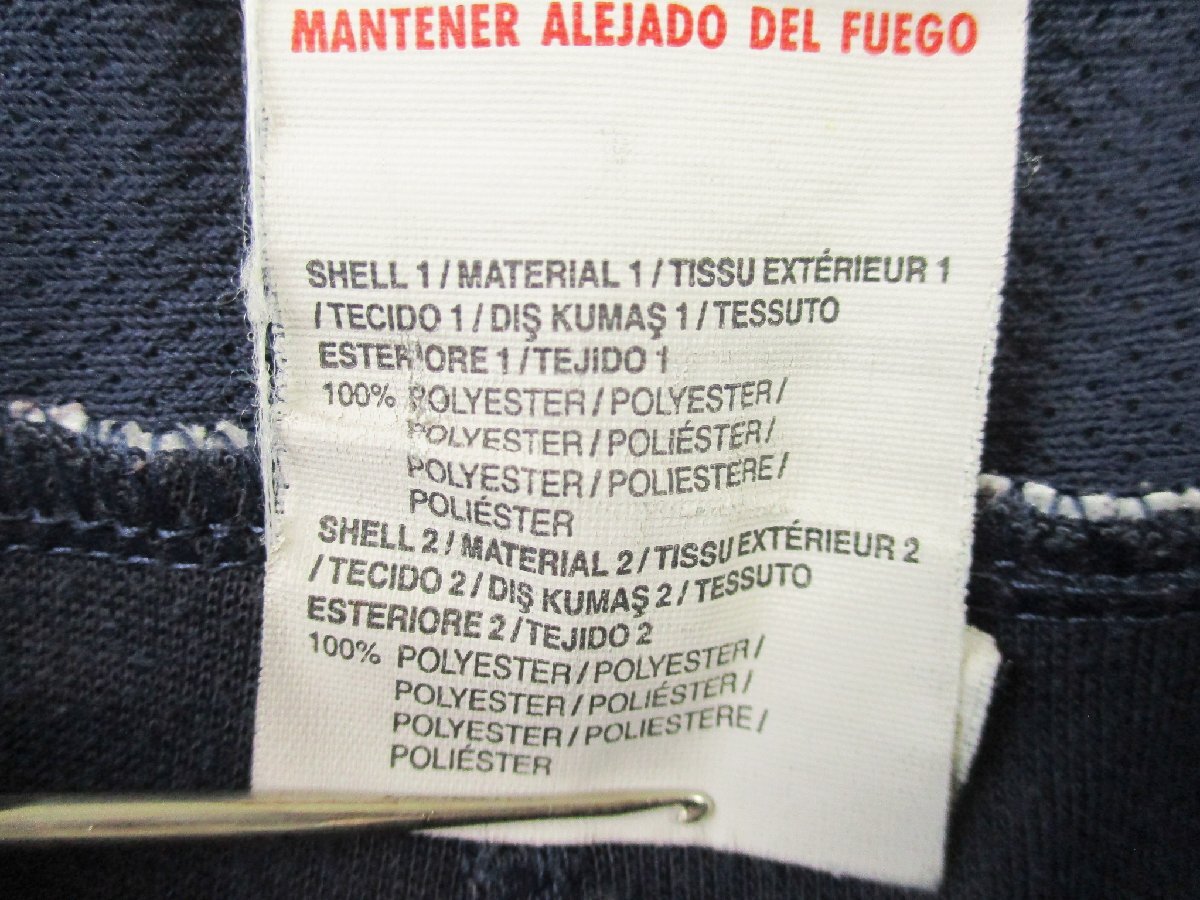 MANTENER ALEJADO DEL FUEGO
SHELL 1 / MATERIAL 1 / TISSU EXTÉRIEUR 1
/ TECIDO 1 / DIŞ KUMAŞ 1 / TESSUTO
ESTERIORE 1 / TEJIDO 1
100% POLYESTER / POLYESTER /
POLYESTER / POLIÉSTER /
POLYESTER / POLIESTERE /
POLIÉSTER
SHELL 2 / MATERIAL 2 / TISSU EXTÉRIEUR 2
/ TECIDO 2 / DIŞ KUMAŞ 2 / TESSUTO
ESTERIORE 2 / TEJIDO 2
100% POLYESTER / POLYESTER /
POLYESTER / POLIÉSTER /
POLYESTER / POLIESTERE /
POLIÉSTER